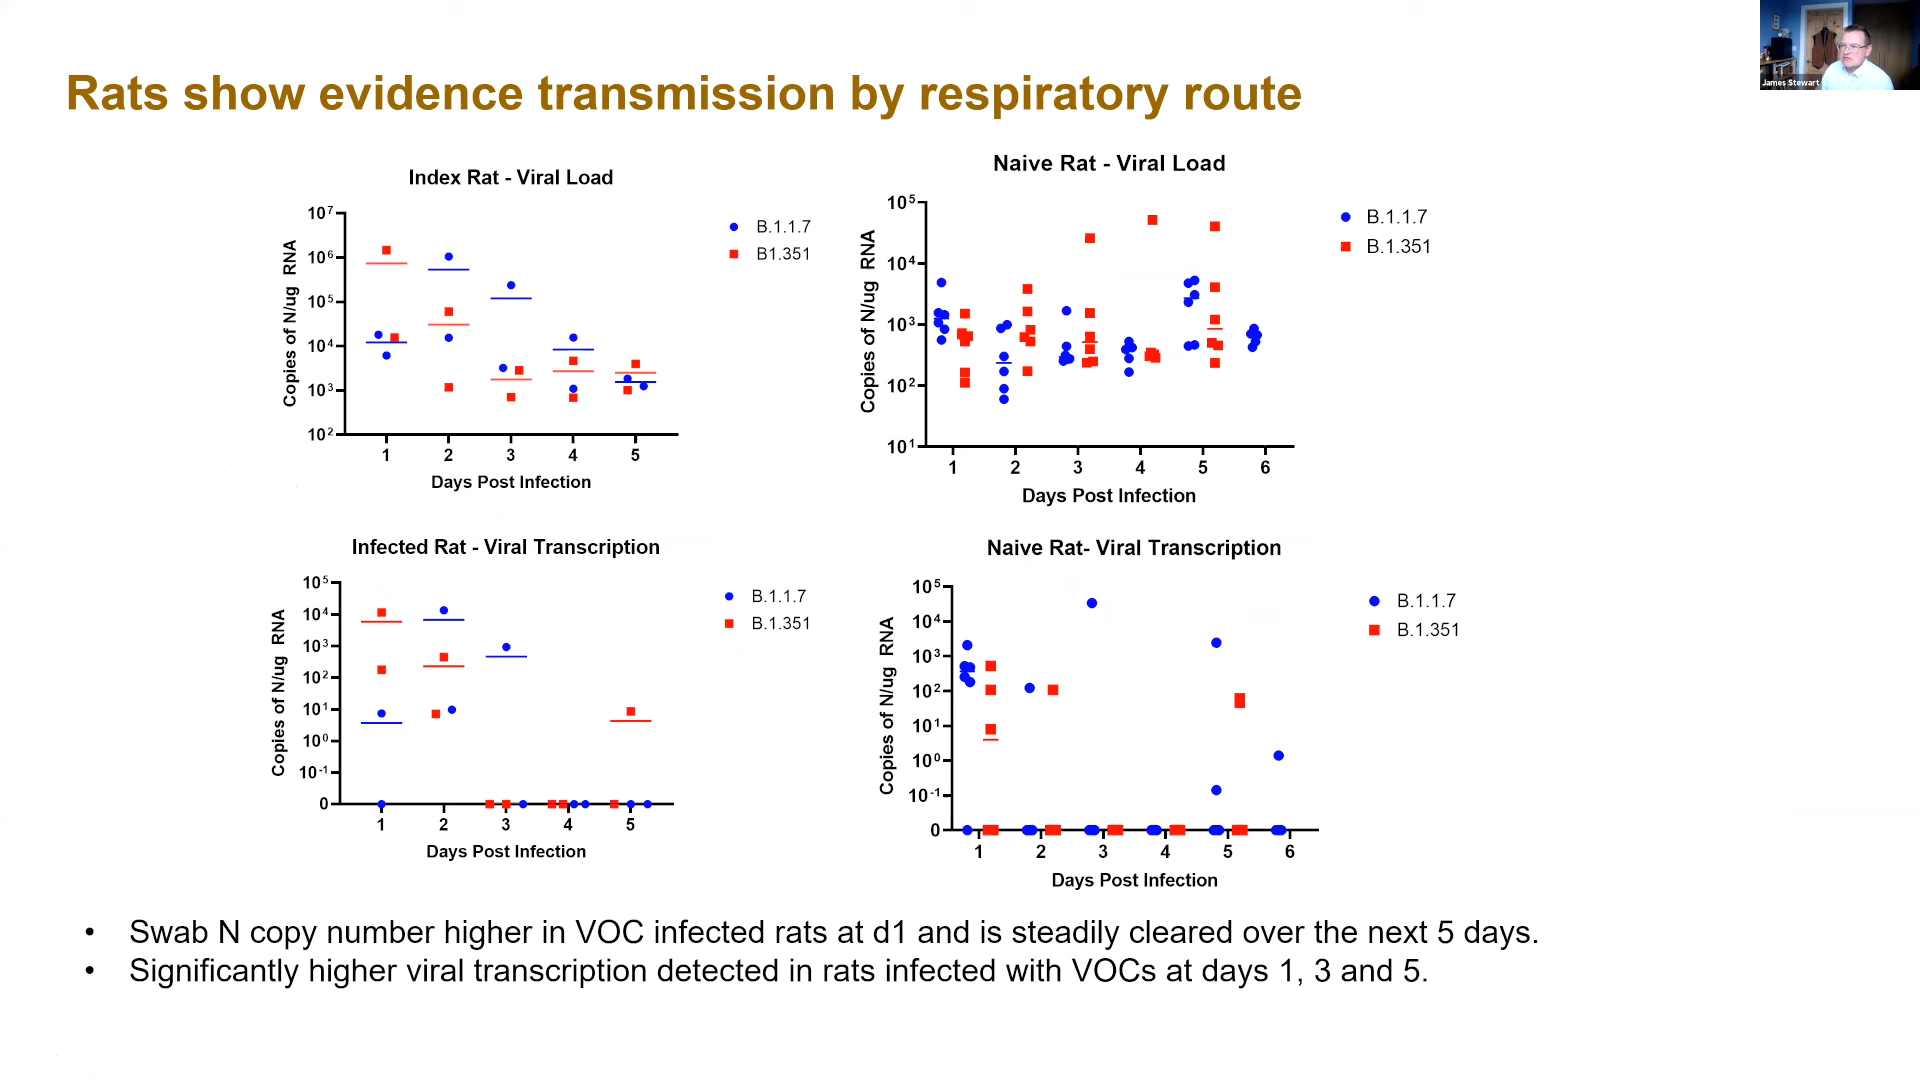 Rats show evidence transmission by respiratory route
James Stewart
Index Rat - Viral Load
Copies of N/ug RNA
10⁷
10⁶
10⁵
10⁴
10³
10²
1 2 3 4 5
Days Post Infection
B.1.1.7
B1.351
Naive Rat - Viral Load
Copies of N/ug RNA
10⁵
10⁴
10³
10²
10¹
1 2 3 4 5 6
Days Post Infection
B.1.1.7
B.1.351
Infected Rat - Viral Transcription
Copies of N/ug RNA
10⁵
10⁴
10³
10²
10¹
10⁰
10⁻¹
0
1 2 3 4 5
Days Post Infection
B.1.1.7
B.1.351
Naive Rat- Viral Transcription
Copies of N/ug RNA
10⁵
10⁴
10³
10²
10¹
10⁰
10⁻¹
0
1 2 3 4 5 6
Days Post Infection
B.1.1.7
B.1.351
• Swab N copy number higher in VOC infected rats at d1 and is steadily cleared over the next 5 days.
• Significantly higher viral transcription detected in rats infected with VOCs at days 1, 3 and 5.